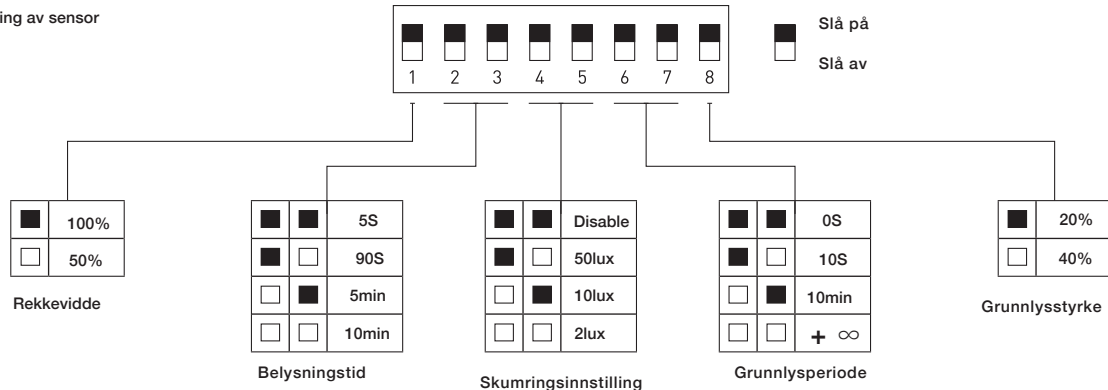 ing av sensor
Slå på
Slå av
1 2 3 4 5 6 7 8
100%
50%
Rekkevidde
5S
90S
5min
10min
Belysningstid
Disable
50lux
10lux
2lux
Skumringsinnstilling
0S
10S
10min
+ ∞
Grunnlysperiode
20%
40%
Grunnlysstyrke